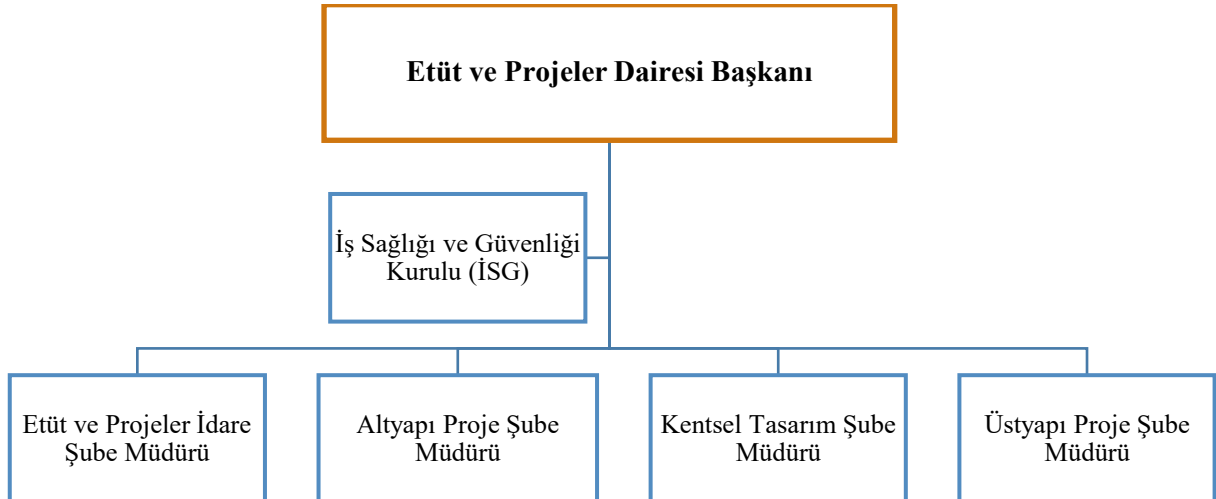 Etüt ve Projeler Dairesi Başkanı
İş Sağlığı ve Güvenliği
Kurulu (İSG)
Etüt ve Projeler İdare
Şube Müdürü
Altyapı Proje Şube
Müdürü
Kentsel Tasarım Şube
Müdürü
Üstyapı Proje Şube
Müdürü